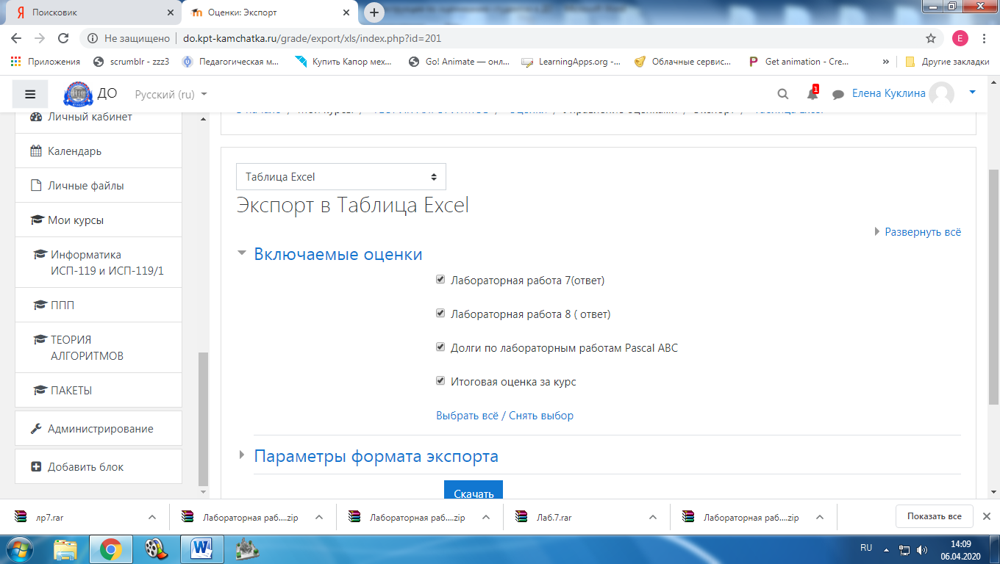 Поисковик
Оценки: Экспорт
Не защищено
do.kpt-kamchatka.ru/grade/export/xls/index.php?id=201
E
Приложения
scrumblr - zzz3
Педагогическая м...
Купить Капор мех...
Go! Animate — онл...
LearningApps.org -...
Облачные сервис...
Get animation - Cre...
»
Другие закладки
ДО
Русский (ru)
1
Елена Куклина
Личный кабинет
Календарь
Личные файлы
Мои курсы
Информатика
ИСП-119 и ИСП-119/1
ППП
ТЕОРИЯ
АЛГОРИТМОВ
ПАКЕТЫ
Администрирование
Добавить блок
Таблица Excel
Экспорт в Таблица Excel
Развернуть всё
Включаемые оценки
Лабораторная работа 7(ответ)
Лабораторная работа 8 ( ответ)
Долги по лабораторным работам Pascal ABC
Итоговая оценка за курс
Выбрать всё / Снять выбор
Параметры формата экспорта
Скачать
лр7.rar
Лабораторная раб....zip
Лабораторная раб....zip
Лаб.7.rar
Лабораторная раб....zip
Показать все
RU
14:09
06.04.2020